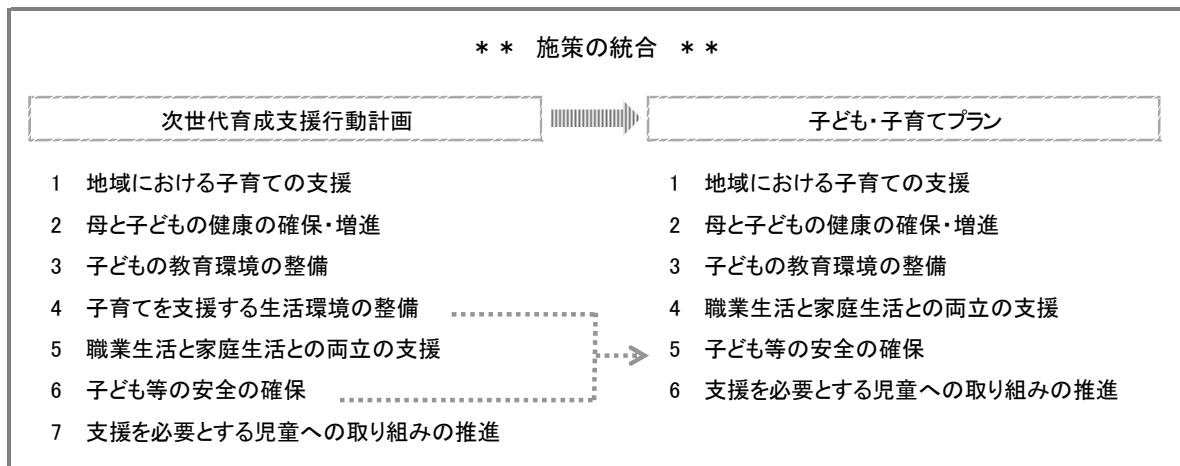 ** 施策の統合 **
次世代育成支援行動計画
子ども・子育てプラン
1 地域における子育ての支援
2 母と子どもの健康の確保・増進
3 子どもの教育環境の整備
4 子育てを支援する生活環境の整備
5 職業生活と家庭生活との両立の支援
6 子ども等の安全の確保
7 支援を必要とする児童への取り組みの推進
1 地域における子育ての支援
2 母と子どもの健康の確保・増進
3 子どもの教育環境の整備
4 職業生活と家庭生活との両立の支援
5 子ども等の安全の確保
6 支援を必要とする児童への取り組みの推進